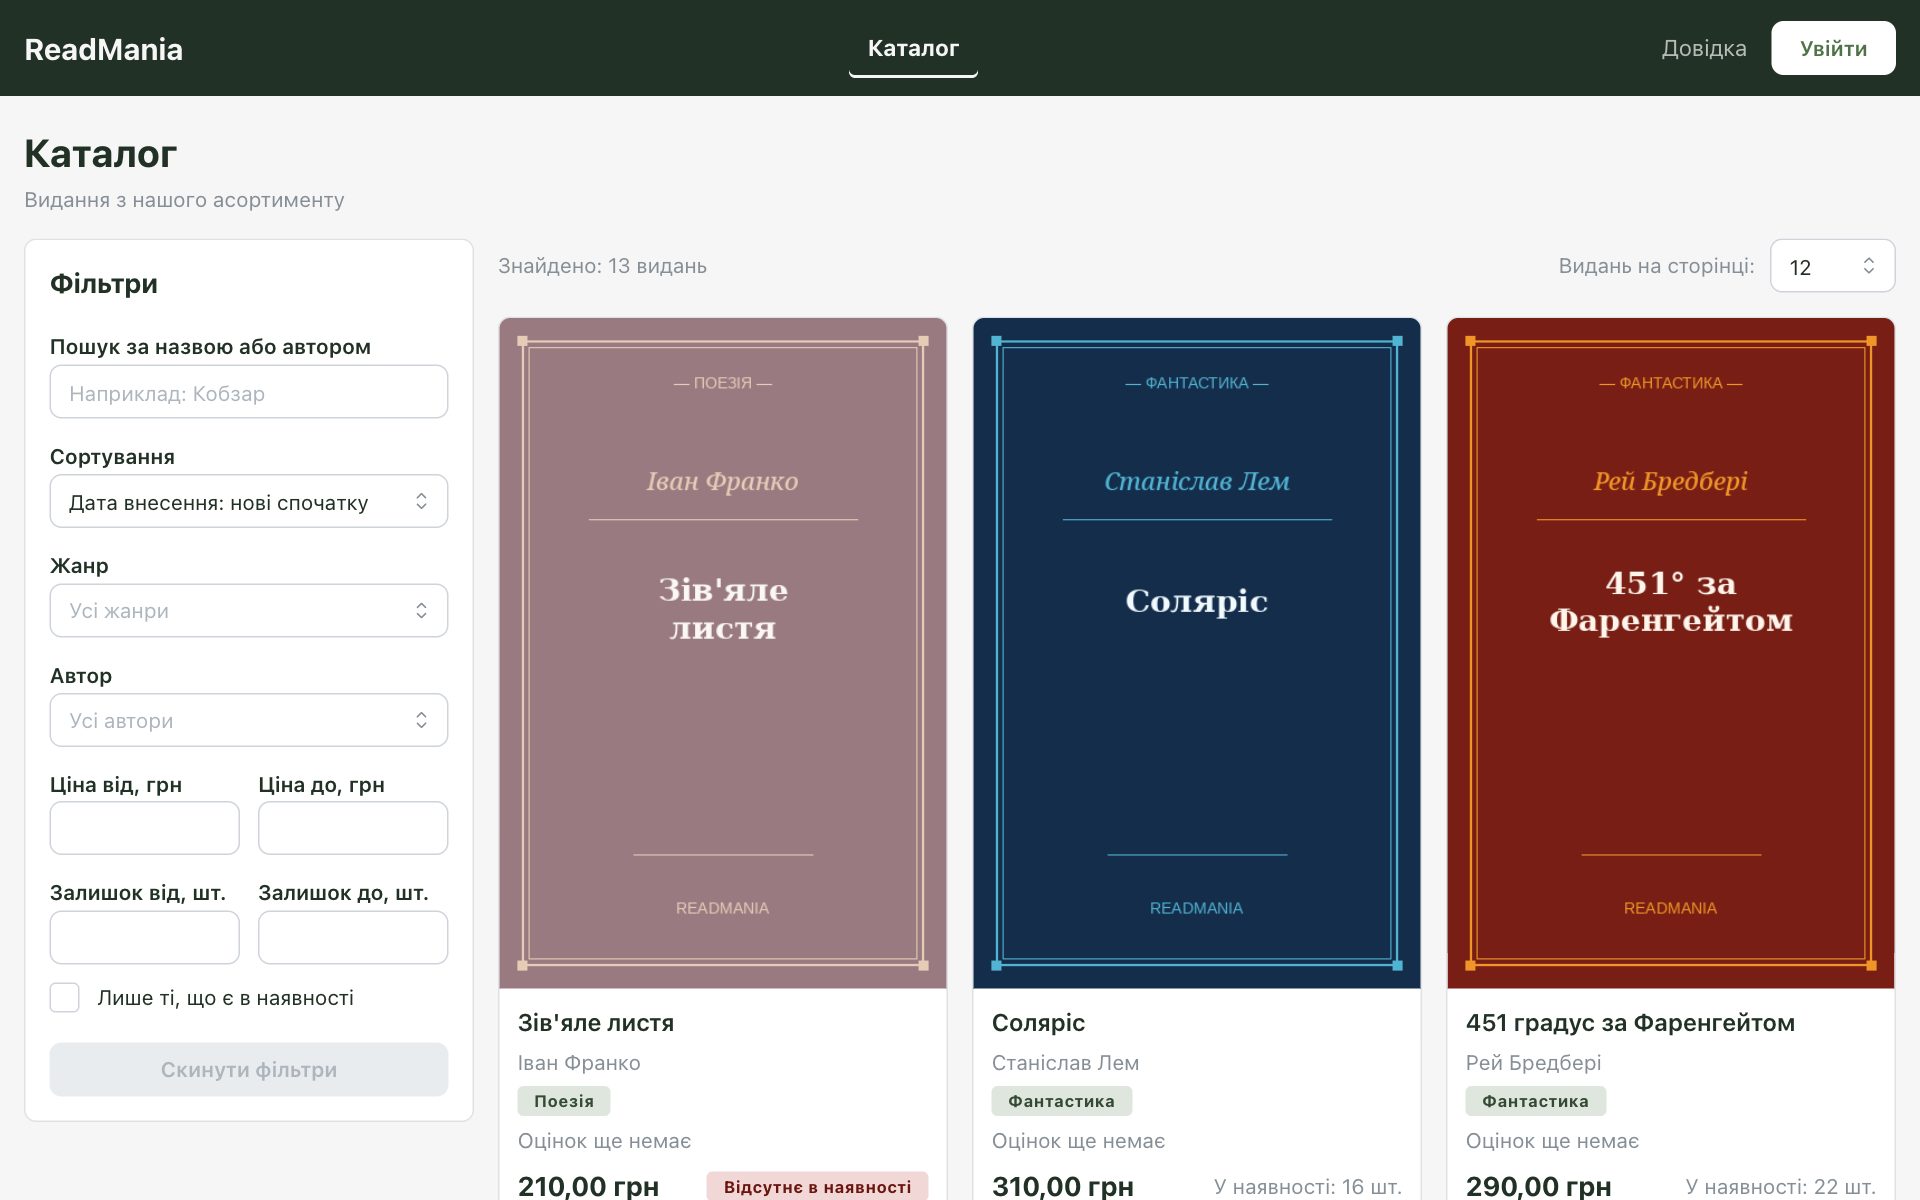 ReadMania
Каталог
Довідка
Увійти
Каталог
Видання з нашого асортименту
Фільтри
Пошук за назвою або автором
Наприклад: Кобзар
Сортування
Дата внесення: нові спочатку
Жанр
Усі жанри
Автор
Усі автори
Ціна від, грн
Ціна до, грн
Залишок від, шт.
Залишок до, шт.
Лише ті, що є в наявності
Скинути фільтри
Знайдено: 13 видань
Видань на сторінці:
12
— ПОЕЗІЯ —
Іван Франко
Зів'яле
листя
READMANIA
Зів'яле листя
Іван Франко
Поезія
Оцінок ще немає
210,00 грн
Відсутнє в наявності
— ФАНТАСТИКА —
Станіслав Лем
Соляріс
READMANIA
Соляріс
Станіслав Лем
Фантастика
Оцінок ще немає
310,00 грн
У наявності: 16 шт.
— ФАНТАСТИКА —
Рей Бредбері
451° за
Фаренгейтом
READMANIA
451 градус за Фаренгейтом
Рей Бредбері
Фантастика
Оцінок ще немає
290,00 грн
У наявності: 22 шт.